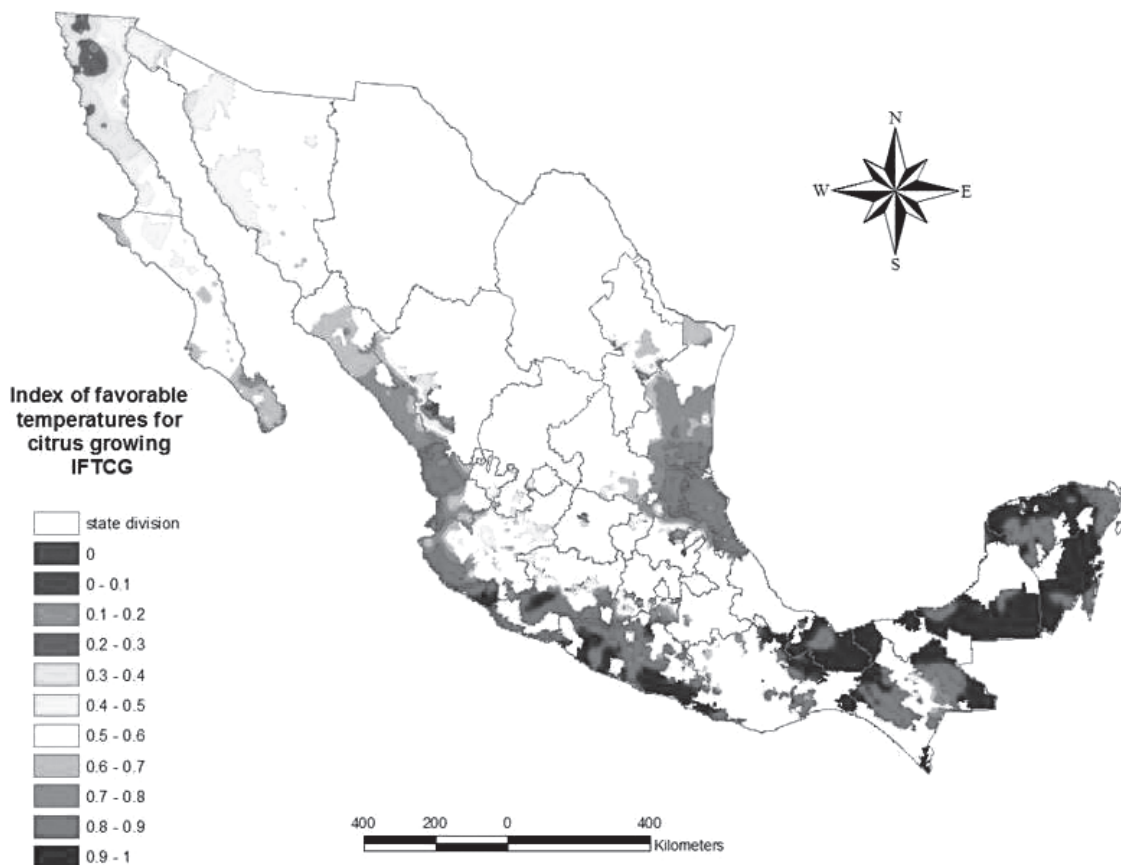 N
W E
S
Index of favorable
temperatures for
citrus growing
IFTCG
state division
0
0 - 0.1
0.1 - 0.2
0.2 - 0.3
0.3 - 0.4
0.4 - 0.5
0.5 - 0.6
0.6 - 0.7
0.7 - 0.8
0.8 - 0.9
0.9 - 1
400 200 0 400
Kilometers